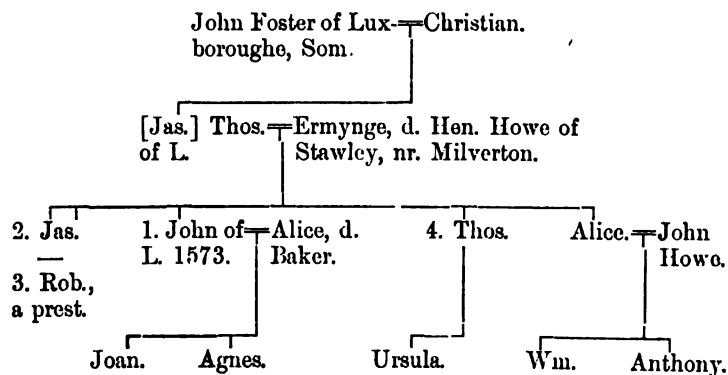 John Foster of Lux- Christian.
boroughe, Som.
[Jas.] Thos. Ermynge, d. Hen. Howe of
of L. Stawley, nr. Milverton.
2. Jas. 1. John of Alice, d. 4. Thos. Alice. John
L. 1573. Baker. Howe.
3. Rob.,
a prest.
Joan. Agnes. Ursula. Wm. Anthony.